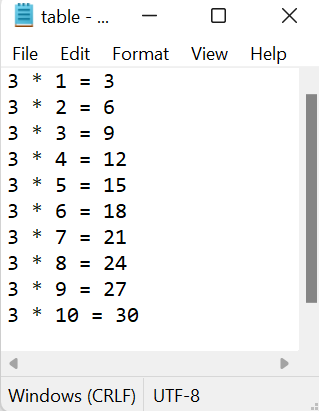 table - ...
File Edit Format View Help
3 * 1 = 3
3 * 2 = 6
3 * 3 = 9
3 * 4 = 12
3 * 5 = 15
3 * 6 = 18
3 * 7 = 21
3 * 8 = 24
3 * 9 = 27
3 * 10 = 30
Windows (CRLF) UTF-8